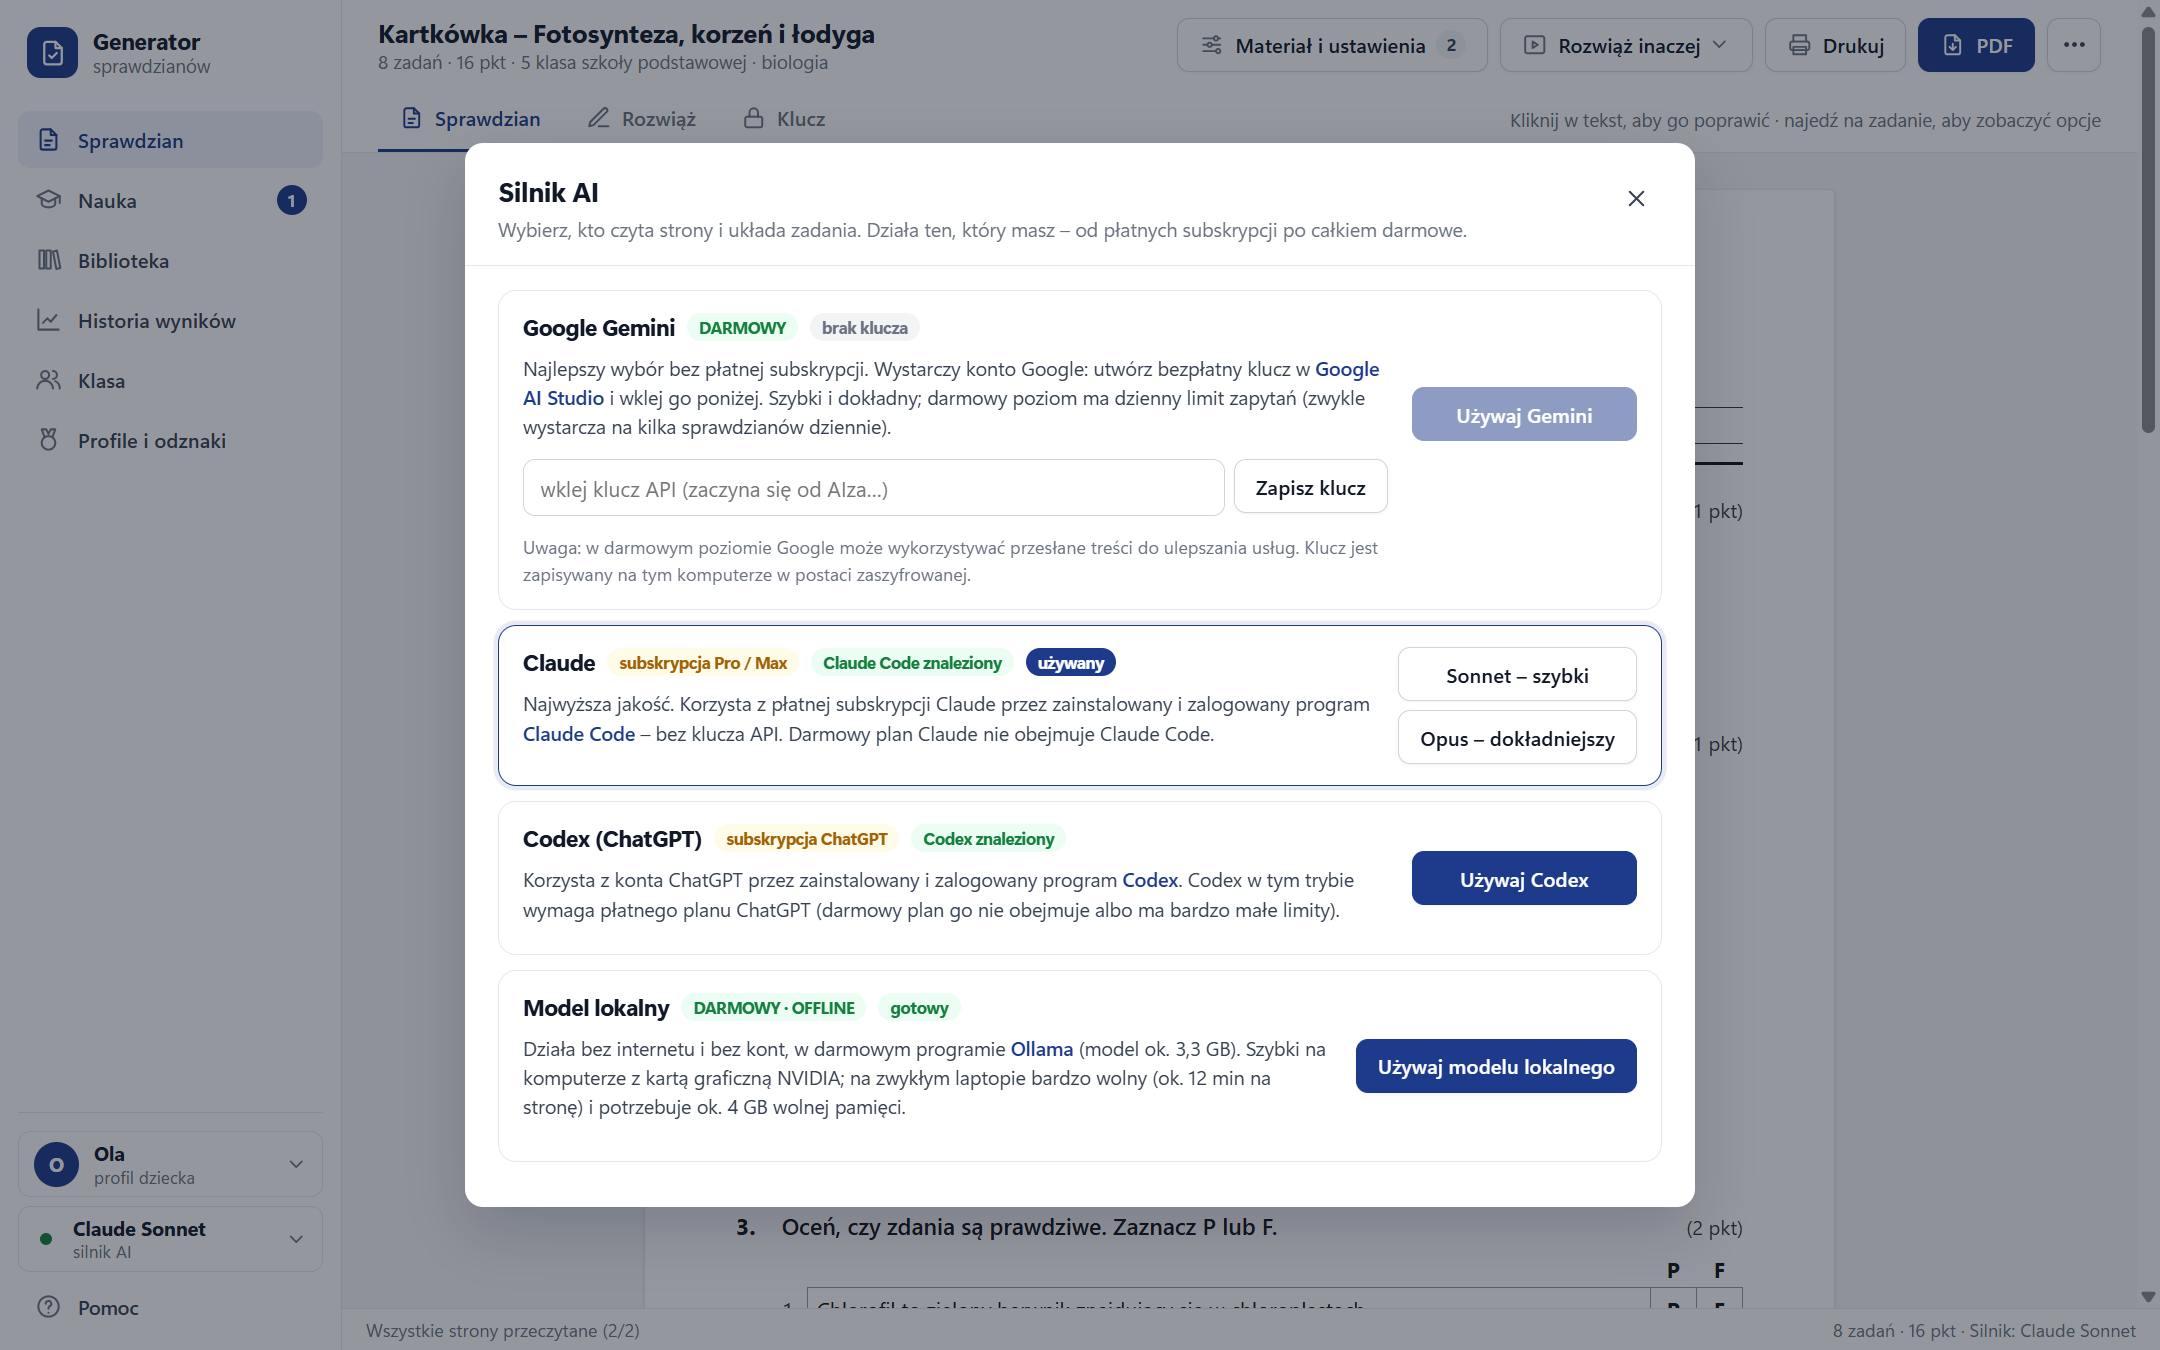 Generator
sprawdzianów
Sprawdzian
Nauka
1
Biblioteka
Historia wyników
Klasa
Profile i odznaki
Ola
O
profil dziecka
Claude Sonnet
silnik AI
Pomoc
Kartkówka – Fotosynteza, korzeń i łodyga
8 zadań · 16 pkt · 5 klasa szkoły podstawowej · biologia
Materiał i ustawienia 2
Rozwiąż inaczej
Drukuj
PDF
Sprawdzian
Rozwiąż
Klucz
Kliknij w tekst, aby go poprawić · najedź na zadanie, aby zobaczyć opcje
Silnik AI
Wybierz, kto czyta strony i układa zadania. Działa ten, który masz – od płatnych subskrypcji po całkiem darmowe.
Google Gemini DARMOWY brak klucza
Najlepszy wybór bez płatnej subskrypcji. Wystarczy konto Google: utwórz bezpłatny klucz w Google
AI Studio i wklej go poniżej. Szybki i dokładny; darmowy poziom ma dzienny limit zapytań (zwykle
wystarcza na kilka sprawdzianów dziennie).
Używaj Gemini
wklej klucz API (zaczyna się od AIza...)
Zapisz klucz
Uwaga: w darmowym poziomie Google może wykorzystywać przesłane treści do ulepszania usług. Klucz jest
zapisywany na tym komputerze w postaci zaszyfrowanej.
Claude subskrypcja Pro / Max Claude Code znaleziony używany
Najwyższa jakość. Korzysta z płatnej subskrypcji Claude przez zainstalowany i zalogowany program
Claude Code – bez klucza API. Darmowy plan Claude nie obejmuje Claude Code.
Sonnet – szybki
Opus – dokładniejszy
Codex (ChatGPT) subskrypcja ChatGPT Codex znaleziony
Korzysta z konta ChatGPT przez zainstalowany i zalogowany program Codex. Codex w tym trybie
wymaga płatnego planu ChatGPT (darmowy plan go nie obejmuje albo ma bardzo małe limity).
Używaj Codex
Model lokalny DARMOWY · OFFLINE gotowy
Działa bez internetu i bez kont, w darmowym programie Ollama (model ok. 3,3 GB). Szybki na
komputerze z kartą graficzną NVIDIA; na zwykłym laptopie bardzo wolny (ok. 12 min na
stronę) i potrzebuje ok. 4 GB wolnej pamięci.
Używaj modelu lokalnego
1 pkt)
1 pkt)
3. Oceń, czy zdania są prawdziwe. Zaznacz P lub F. (2 pkt)
P F
Wszystkie strony przeczytane (2/2)
8 zadań · 16 pkt · Silnik: Claude Sonnet